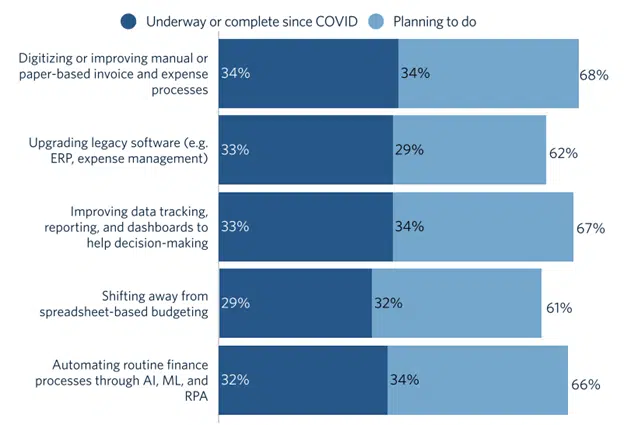 Underway or complete since COVID
Planning to do
Digitizing or improving manual or
paper-based invoice and expense
processes
34%
34%
68%
Upgrading legacy software (e.g.
ERP, expense management)
33%
29%
62%
Improving data tracking,
reporting, and dashboards to
help decision-making
33%
34%
67%
Shifting away from
spreadsheet-based budgeting
29%
32%
61%
Automating routine finance
processes through AI, ML, and
RPA
32%
34%
66%